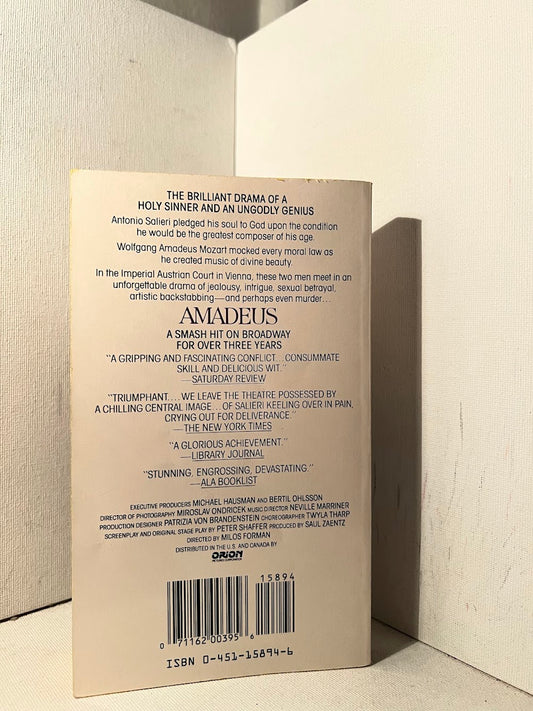 THE BRILLIANT DRAMA OF A
HOLY SINNER AND AN UNGODLY GENIUS
Antonio Salieri pledged his soul to God upon the condition
he would be the greatest composer of his age.
Wolfgang Amadeus Mozart mocked every moral law as
he created music of divine beauty.
In the Imperial Austrian Court in Vienna, these two men meet in an
unforgettable drama of jealousy, intrigue, sexual betrayal,
artistic backstabbing—and perhaps even murder...
AMADEUS
A SMASH HIT ON BROADWAY
FOR OVER THREE YEARS
"A GRIPPING AND FASCINATING CONFLICT...CONSUMMATE
SKILL AND DELICIOUS WIT."
—SATURDAY REVIEW
"TRIUMPHANT.... WE LEAVE THE THEATRE POSSESSED BY
A CHILLING CENTRAL IMAGE...OF SALIERI KEELING OVER IN PAIN,
CRYING OUT FOR DELIVERANCE."
—THE NEW YORK TIMES
"A GLORIOUS ACHIEVEMENT."
—LIBRARY JOURNAL
"STUNNING, ENGROSSING, DEVASTATING."
—ALA BOOKLIST
EXECUTIVE PRODUCERS MICHAEL HAUSMAN AND BERTIL OHLSSON
DIRECTOR OF PHOTOGRAPHY MIROSLAV ONDRICEK MUSIC DIRECTOR NEVILLE MARRINER
PRODUCTION DESIGNER PATRIZIA VON BRANDENSTEIN CHOREOGRAPHER TWYLA THARP
SCREENPLAY AND ORIGINAL STAGE PLAY BY PETER SHAFFER PRODUCED BY SAUL ZAENTZ
DIRECTED BY MILOS FORMAN
DISTRIBUTED IN THE U.S. AND CANADA BY
ORION
PICTURES CORPORATION
15894
0 71162 00395 6
ISBN 0-451-15894-6